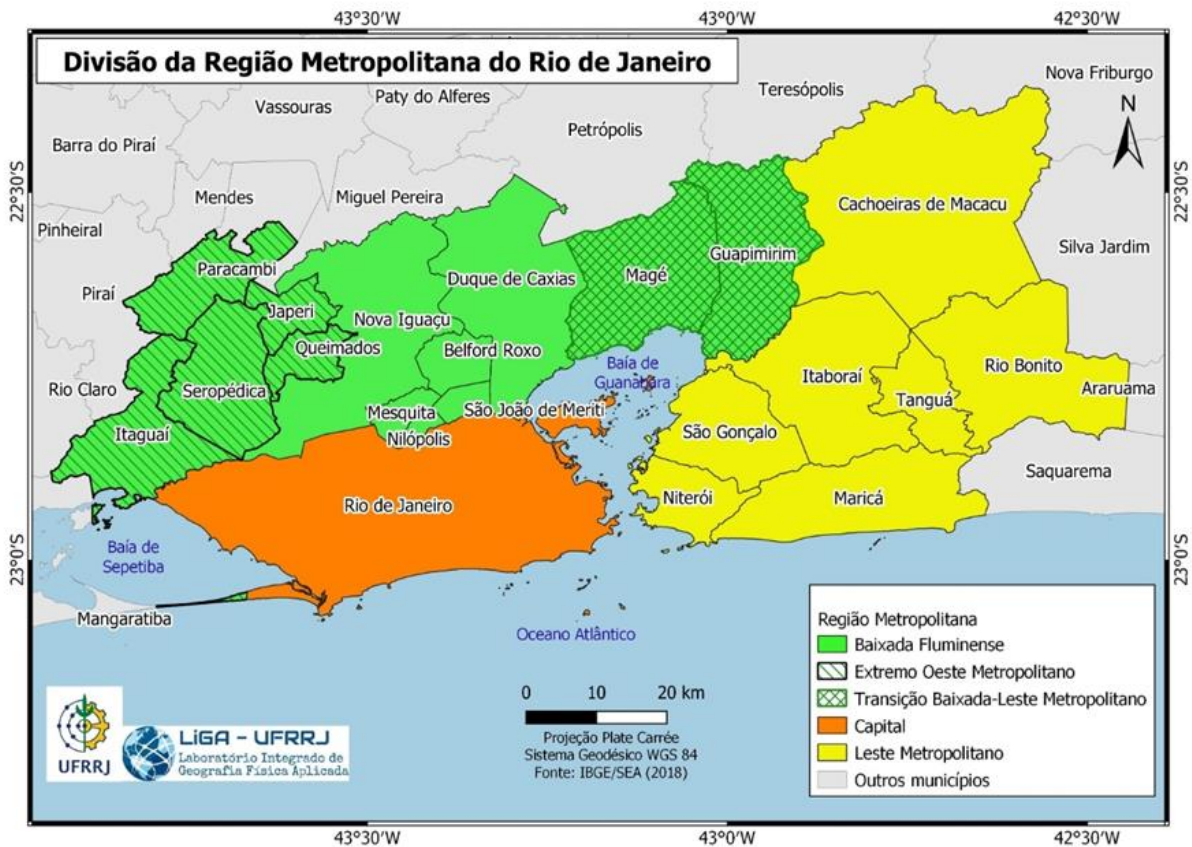 43°30'W
43°0'W
42°30'W
Divisão da Região Metropolitana do Rio de Janeiro
Nova Friburgo
Teresópolis
Paty do Alferes
Vassouras
Petrópolis
N
Barra do Piraí
22°30'S
22°30'S
Mendes
Miguel Pereira
Cachoeiras de Macacu
Pinheiral
Silva Jardim
Paracambi
Guapimirim
Magé
Duque de Caxias
Piraí
Japeri
Nova Iguaçu
Queimados
Belford Roxo
Baía de
Guanabara
Rio Bonito
Itaboraí
Rio Claro
Seropédica
Araruama
Tanguá
Mesquita
São João de Meriti
Itaguaí
Nilópolis
São Gonçalo
Saquarema
Rio de Janeiro
Niterói
Maricá
Baía de
Sepetiba
23°0'S
23°0'S
Mangaratiba
Oceano Atlântico
Região Metropolitana
Baixada Fluminense
Extremo Oeste Metropolitano
Transição Baixada-Leste Metropolitano
Capital
Leste Metropolitano
Outros municípios
0 10 20 km
Projeção Plate Carrée
Sistema Geodésico WGS 84
Fonte: IBGE/SEA (2018)
UFRRJ
LiGA - UFRRJ
Laboratório Integrado de
Geografia Física Aplicada
43°30'W
43°0'W
42°30'W